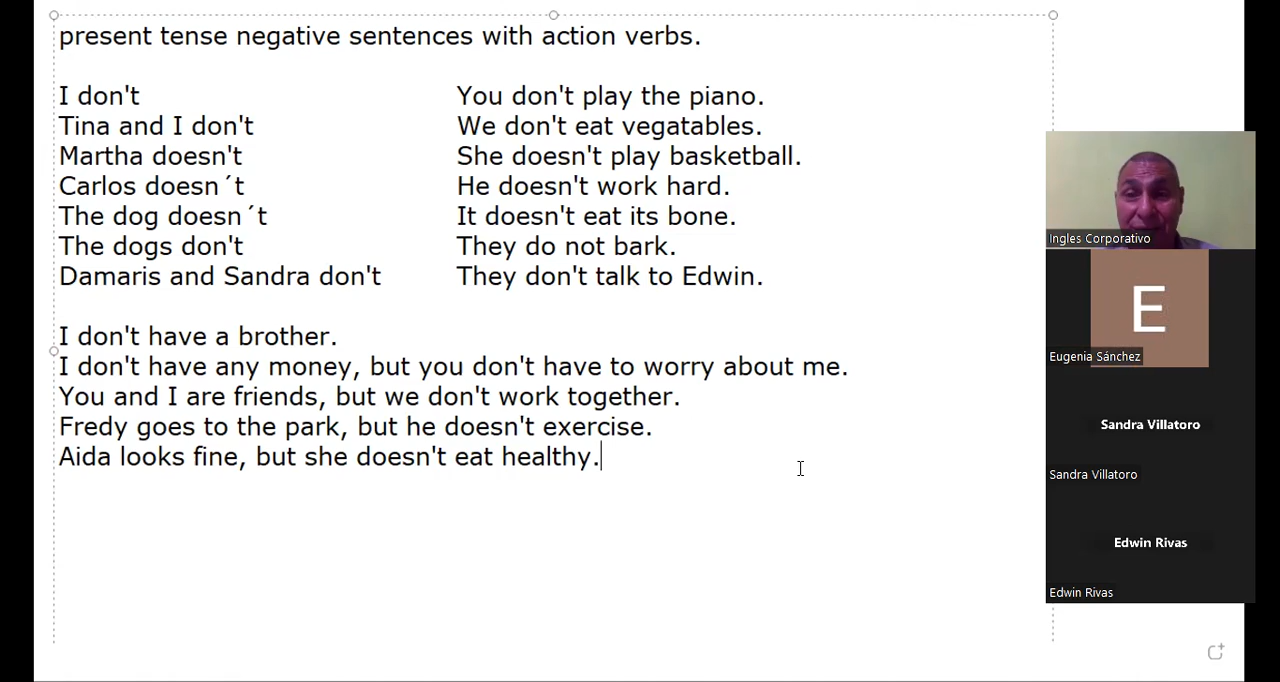 present tense negative sentences with action verbs.
I don't You don't play the piano.
Tina and I don't We don't eat vegatables.
Martha doesn't She doesn't play basketball.
Carlos doesn´t He doesn't work hard.
The dog doesn´t It doesn't eat its bone.
The dogs don't They do not bark.
Damaris and Sandra don't They don't talk to Edwin.
I don't have a brother.
I don't have any money, but you don't have to worry about me.
You and I are friends, but we don't work together.
Fredy goes to the park, but he doesn't exercise.
Aida looks fine, but she doesn't eat healthy.
Ingles Corporativo
E
Eugenia Sánchez
Sandra Villatoro
Sandra Villatoro
Edwin Rivas
Edwin Rivas